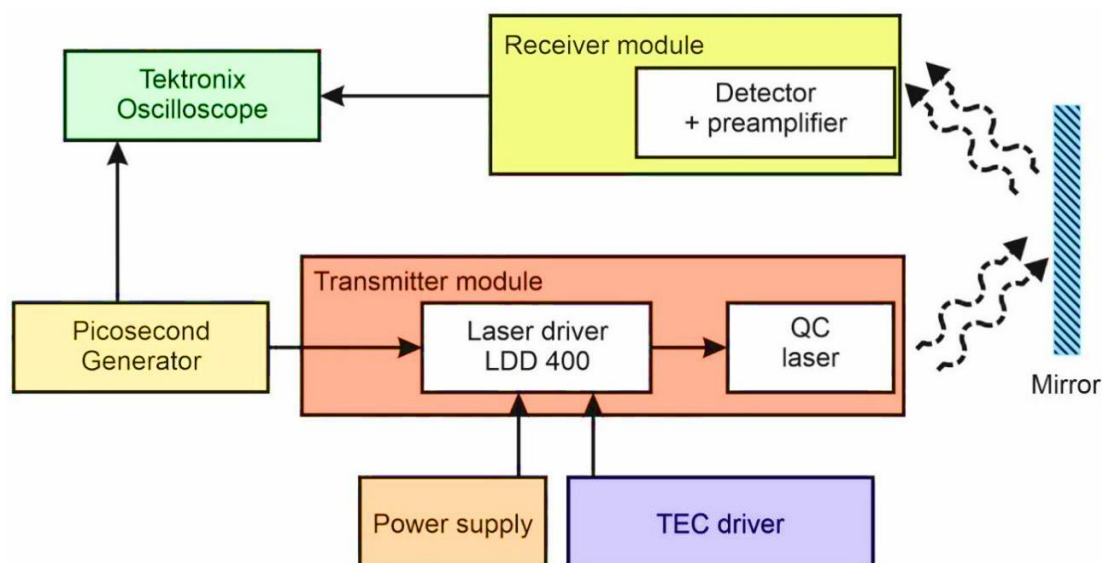 Receiver module
Tektronix
Oscilloscope
Detector
+ preamplifier
Transmitter module
Picosecond
Generator
Laser driver
LDD 400
QC
laser
Mirror
Power supply
TEC driver